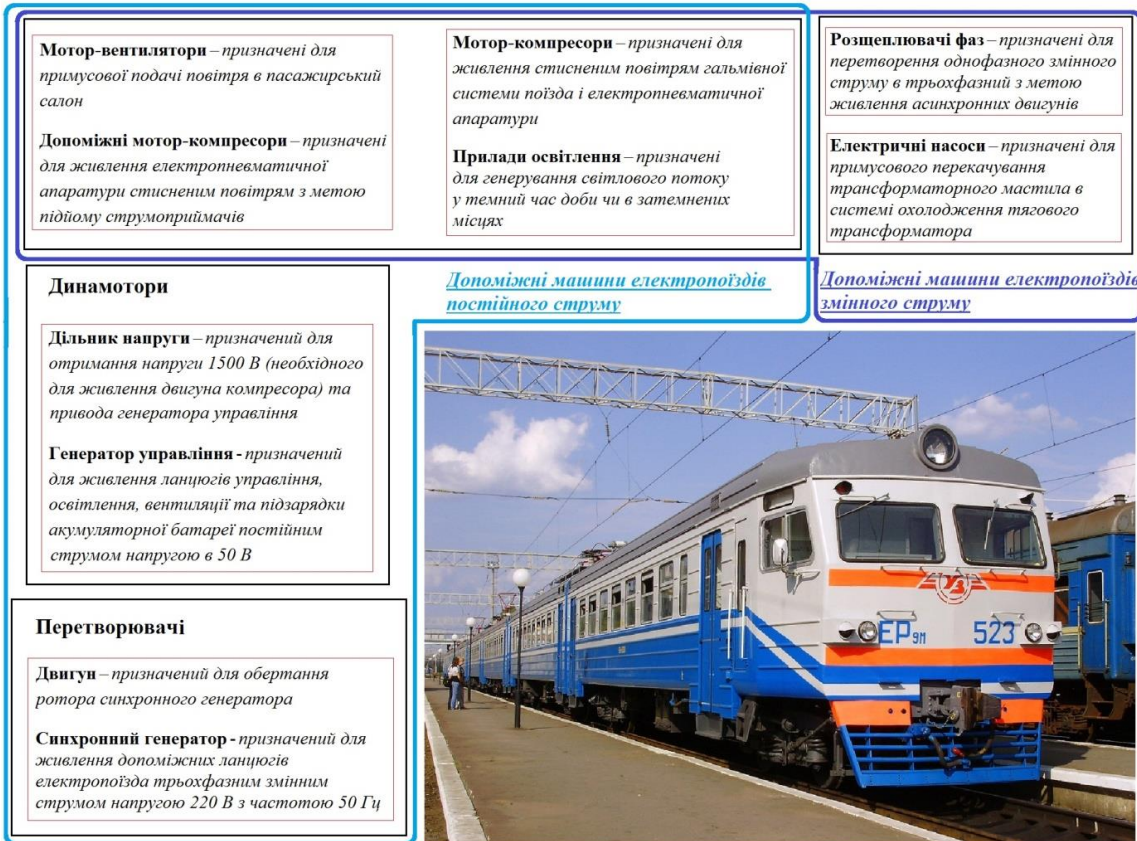 Мотор-вентилятори – призначені для
примусової подачі повітря в пасажирський
салон
Допоміжні мотор-компресори – призначені
для живлення електропневматичної
апаратури стисненим повітрям з метою
підйому струмоприймачів
Мотор-компресори – призначені для
живлення стисненим повітрям гальмівної
системи поїзда і електропневматичної
апаратури
Прилади освітлення – призначені
для генерування світлового потоку
у темний час доби чи в затемнених
місцях
Розщеплювачі фаз – призначені для
перетворення однофазного змінного
струму в трьохфазний з метою
живлення асинхронних двигунів
Електричні насоси – призначені для
примусового перекачування
трансформаторного мастила в
системі охолодження тягового
трансформатора
Допоміжні машини електропоїздів
постійного струму
Допоміжні машини електропоїздів
змінного струму
Динамотори
Дільник напруги – призначений для
отримання напруги 1500 В (необхідного
для живлення двигуна компресора) та
привода генератора управління
Генератор управління - призначений
для живлення ланцюгів управління,
освітлення, вентиляції та підзарядки
акумуляторної батареї постійним
струмом напругою в 50 В
Перетворювачі
Двигун – призначений для обертання
ротора синхронного генератора
Синхронний генератор - призначений для
живлення допоміжних ланцюгів
електропоїзда трьохфазним змінним
струмом напругою 220 В з частотою 50 Гц
УЗ
ЕР9М 523